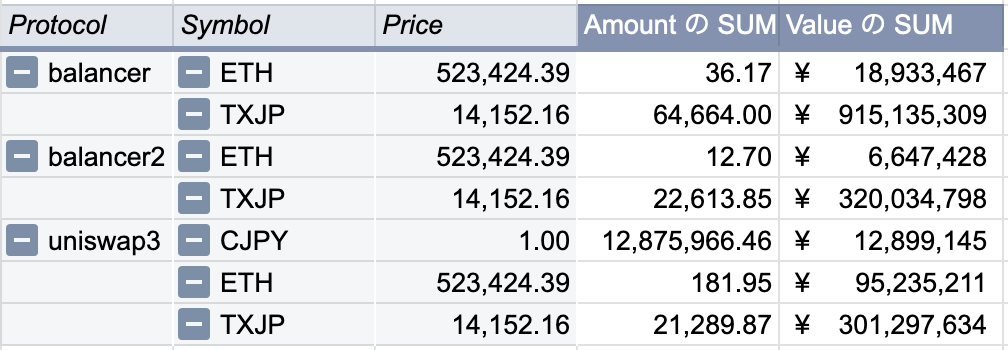 Protocol Symbol Price Amount の SUM Value の SUM
balancer ETH 523,424.39 36.17 ¥ 18,933,467
TXJP 14,152.16 64,664.00 ¥ 915,135,309
balancer2 ETH 523,424.39 12.70 ¥ 6,647,428
TXJP 14,152.16 22,613.85 ¥ 320,034,798
uniswap3 CJPY 1.00 12,875,966.46 ¥ 12,899,145
ETH 523,424.39 181.95 ¥ 95,235,211
TXJP 14,152.16 21,289.87 ¥ 301,297,634